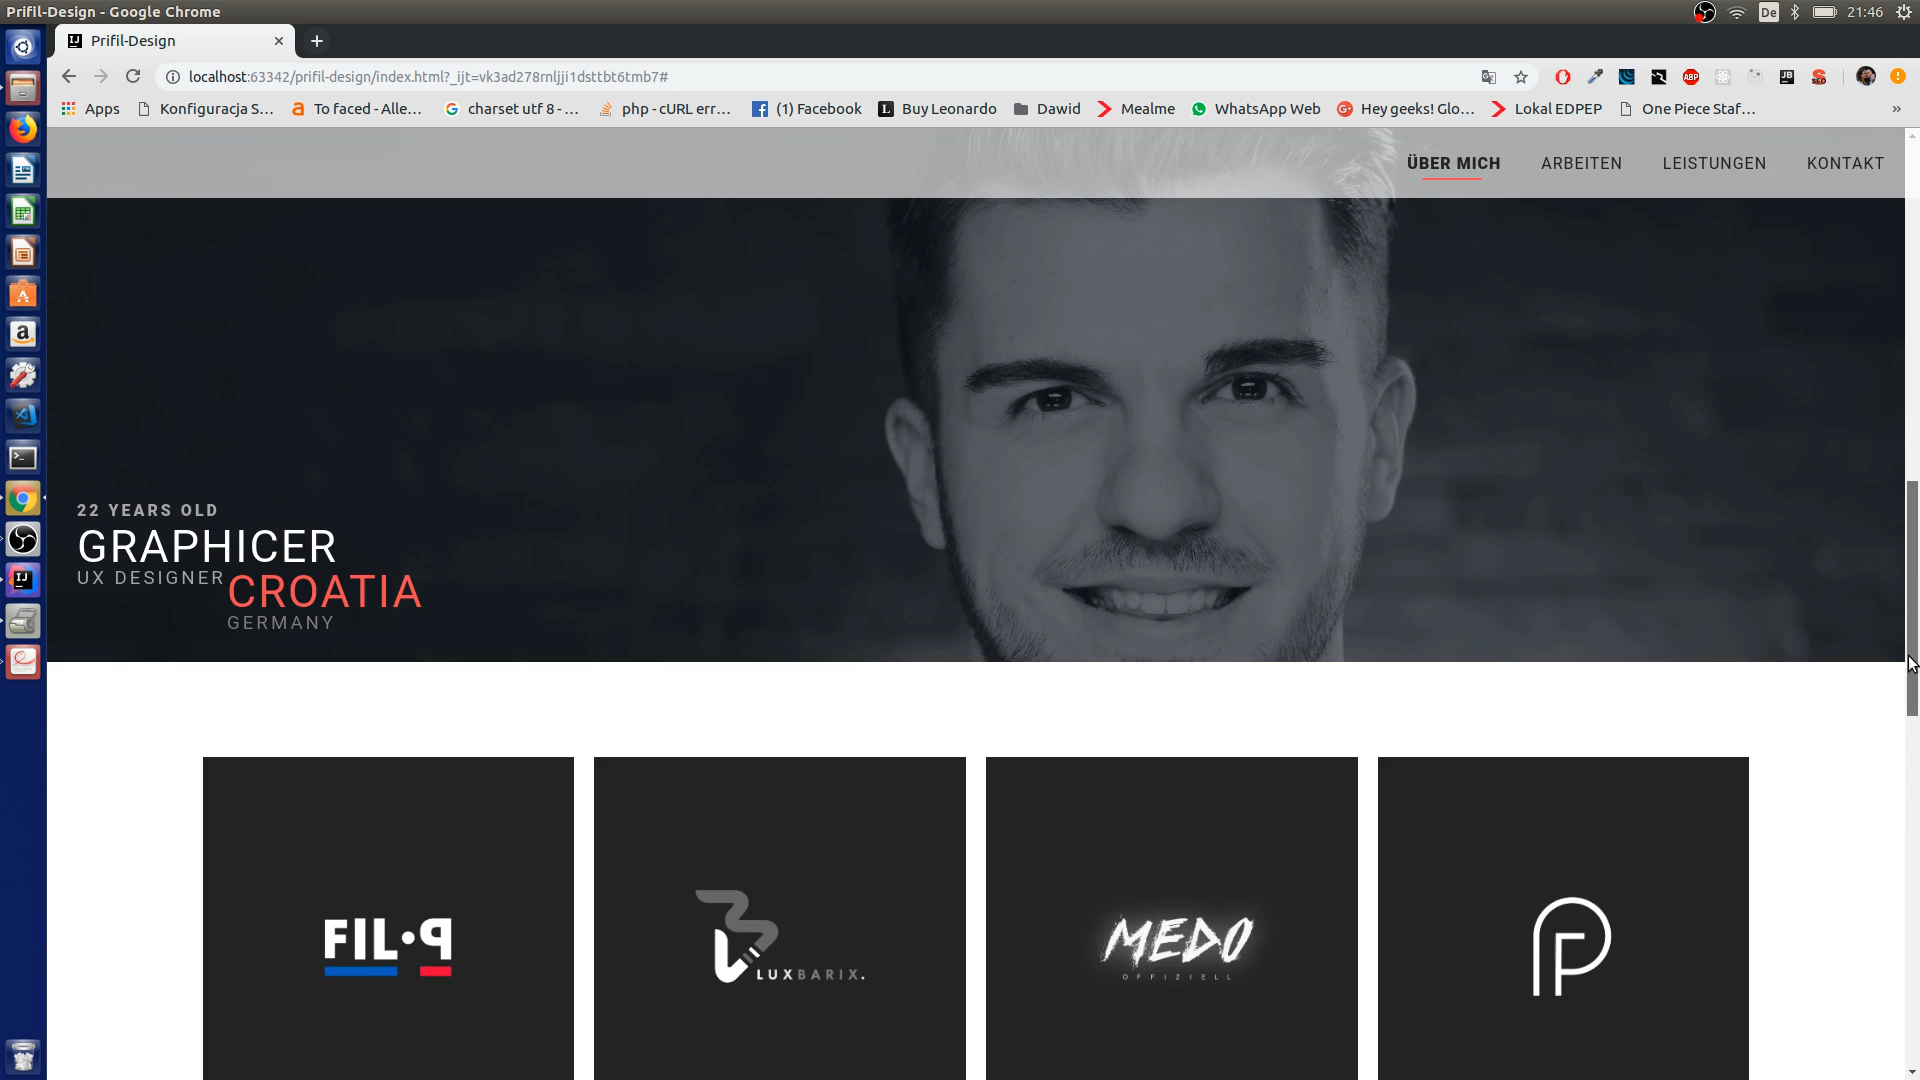 Prifil-Design - Google Chrome
De
21:46
Prifil-Design
localhost:63342/prifil-design/index.html?_ijt=vk3ad278rnljji1dsttbt6tmb7#
ABP
JB
SEO
Apps
Konfiguracja S...
To faced - Alle...
charset utf 8 - ...
php - cURL err...
(1) Facebook
Buy Leonardo
Dawid
Mealme
WhatsApp Web
Hey geeks! Glo...
Lokal EDPEP
One Piece Staf...
»
ÜBER MICH
ARBEITEN
LEISTUNGEN
KONTAKT
22 YEARS OLD
GRAPHICER
UX DESIGNER
CROATIA
GERMANY
FIL
LUXBARIX.
MEDO
OFFIZIELL